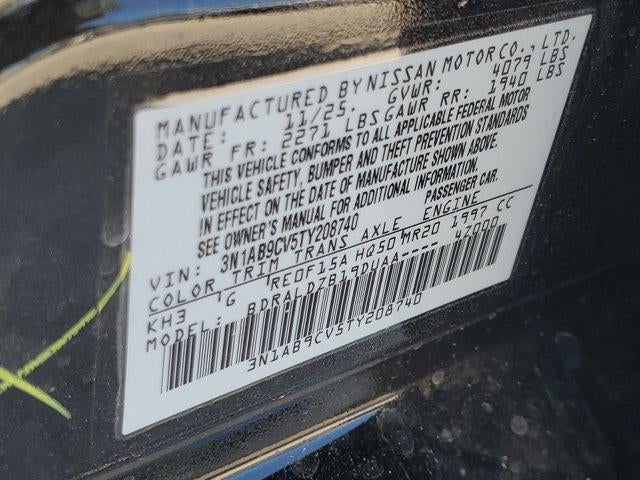 MANUFACTURED BY NISSAN MOTOR CO., LTD.
DATE: 11/25. GVWR: 4079 LBS
GAWR FR: 2271 LBS GAWR RR: 1940 LBS
THIS VEHICLE CONFORMS TO ALL APPLICABLE FEDERAL MOTOR
VEHICLE SAFETY, BUMPER AND THEFT PREVENTION STANDARDS
IN EFFECT ON THE DATE OF MANUFACTURE SHOWN ABOVE.
SEE OWNER'S MANUAL FOR ADDITIONAL INFORMATION.
VIN: 3N1AB9CV5TY208740 PASSENGER CAR.
COLOR TRIM TRANS AXLE ENGINE
KH3 G RE0F15A HQ50 MR20 1997 CC
MODEL: BDRALDZB19DUAA---- 4Z000
3N1AB9CV5TY208740